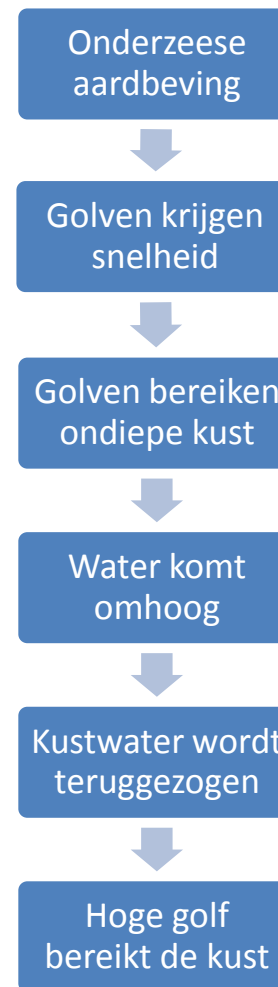 Onderzeese
aardbeving
Golven krijgen
snelheid
Golven bereiken
ondiepe kust
Water komt
omhoog
Kustwater wordt
teruggezogen
Hoge golf
bereikt de kust